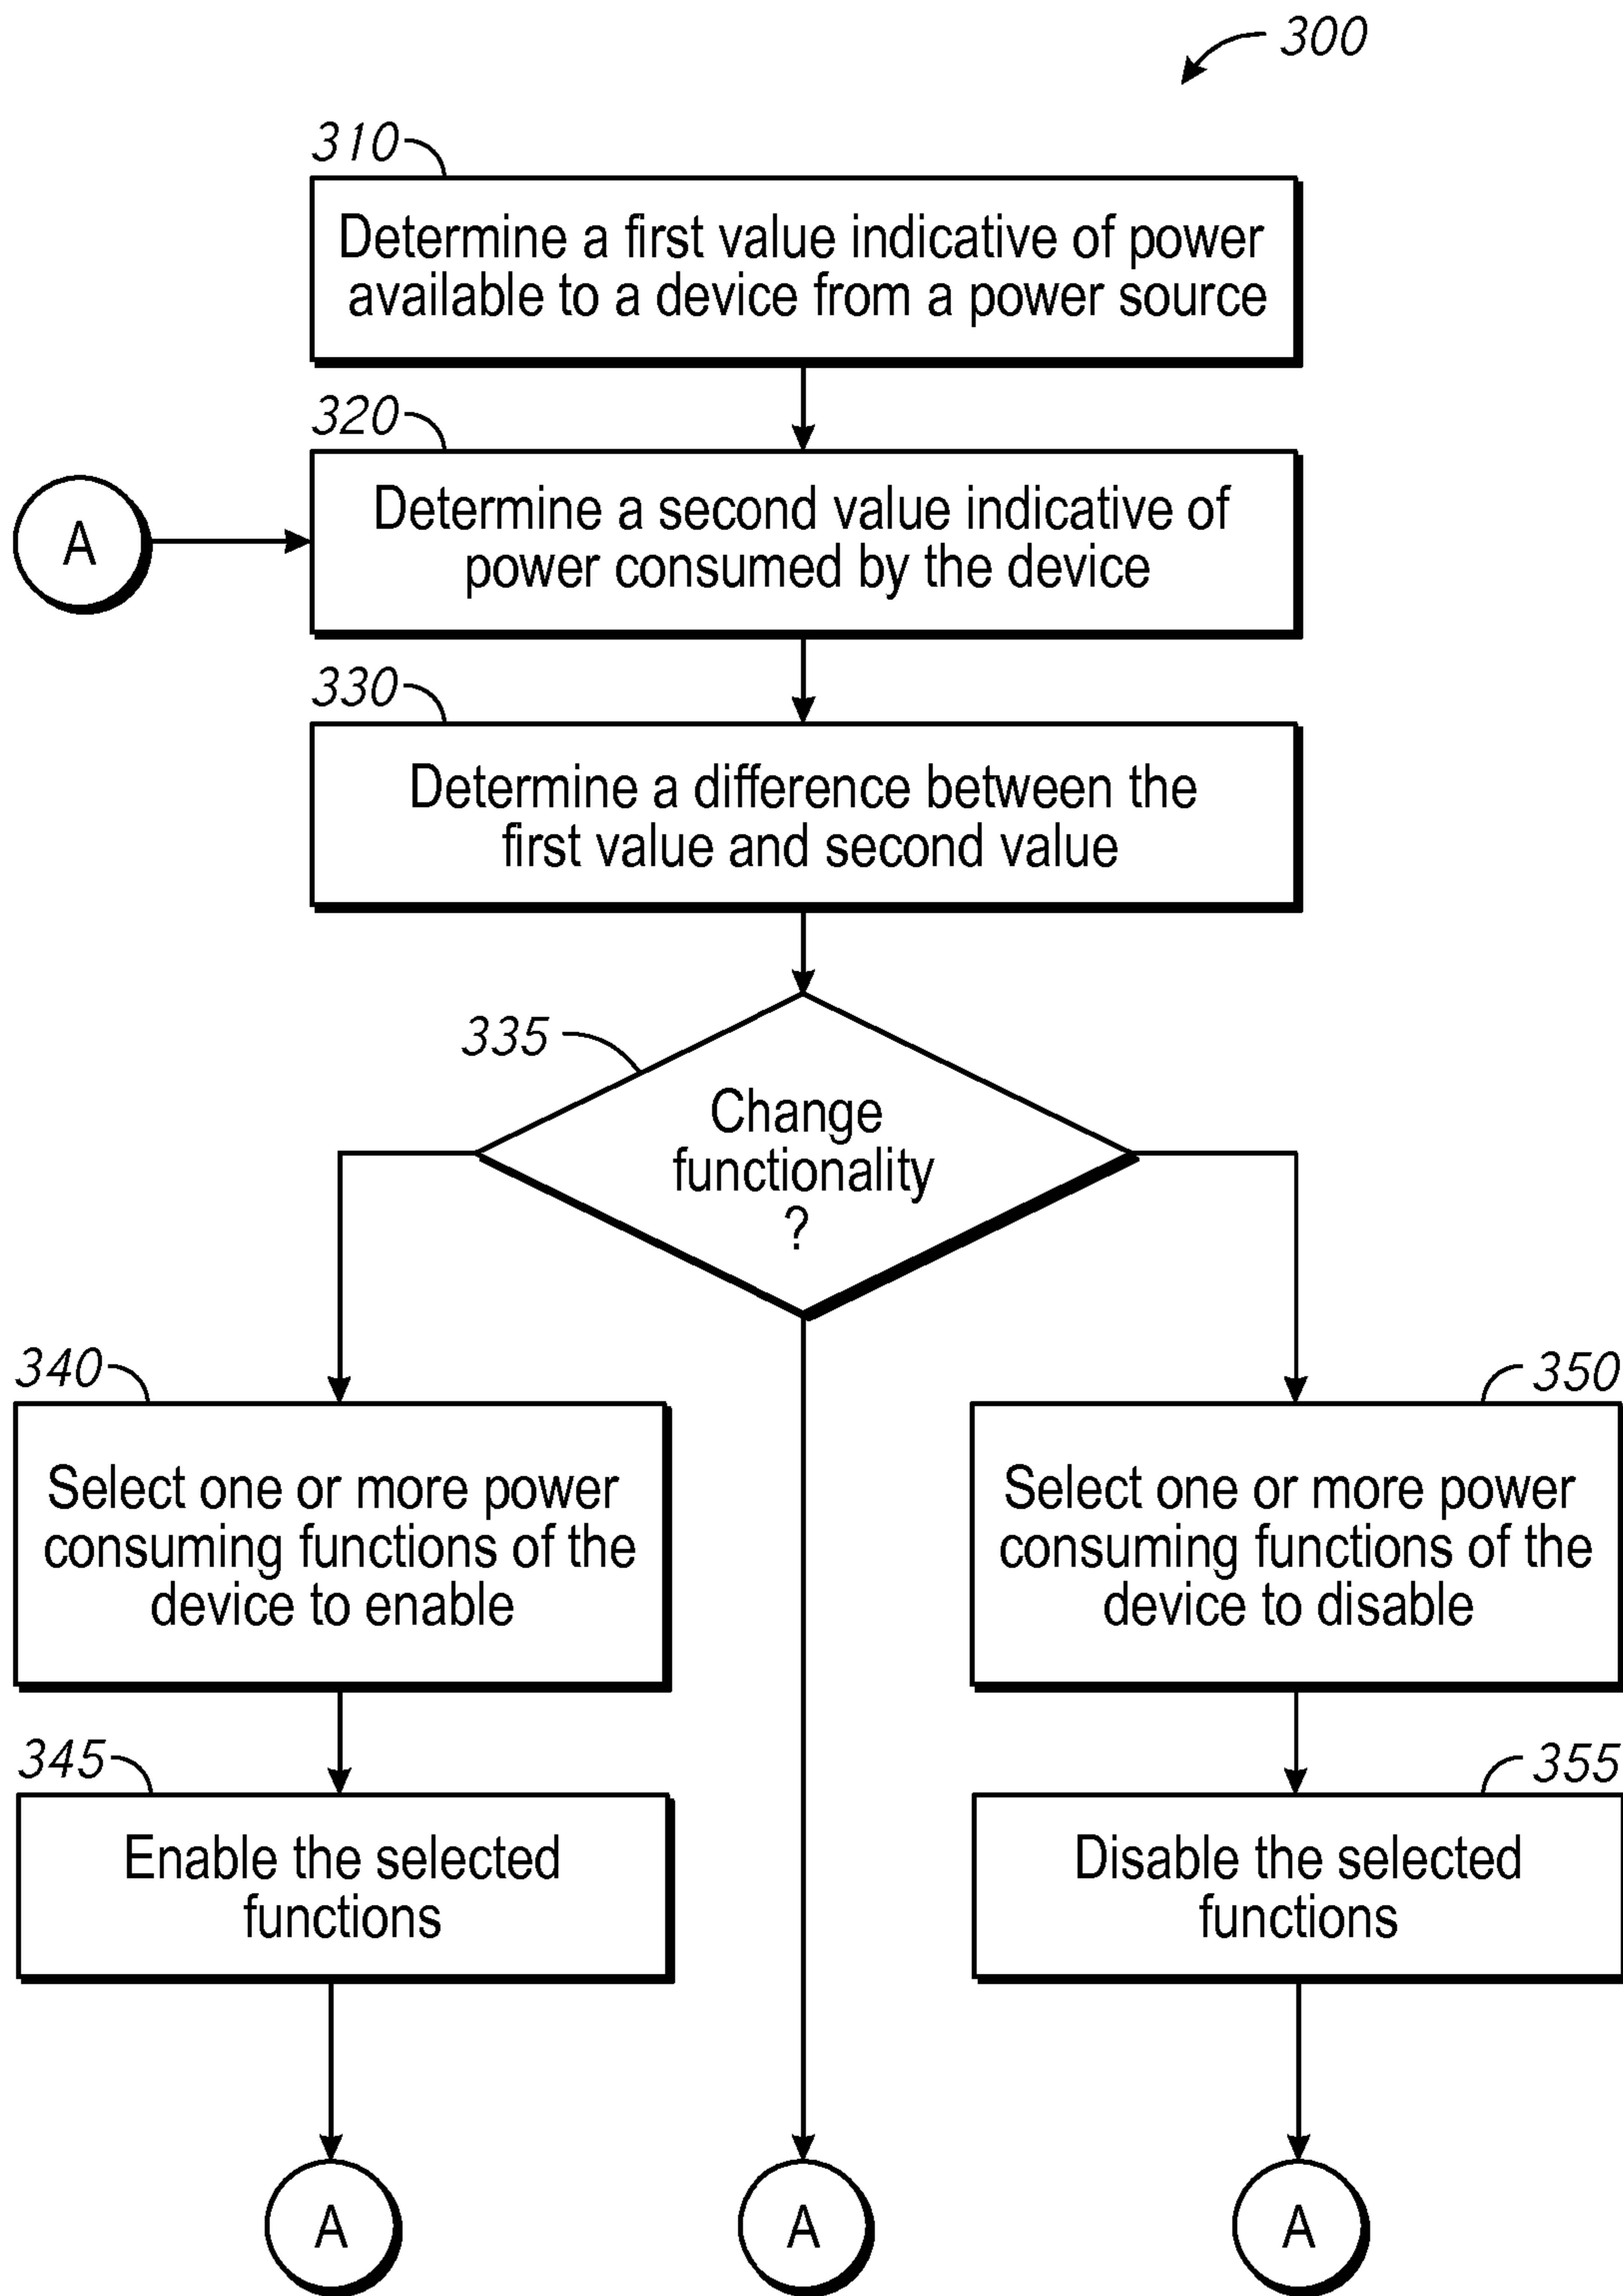 300
310
Determine a first value indicative of power
available to a device from a power source
320
A
Determine a second value indicative of
power consumed by the device
330
Determine a difference between the
first value and second value
335
Change
functionality
?
340
Select one or more power
consuming functions of the
device to enable
350
Select one or more power
consuming functions of the
device to disable
345
Enable the selected
functions
355
Disable the selected
functions
A
A
A